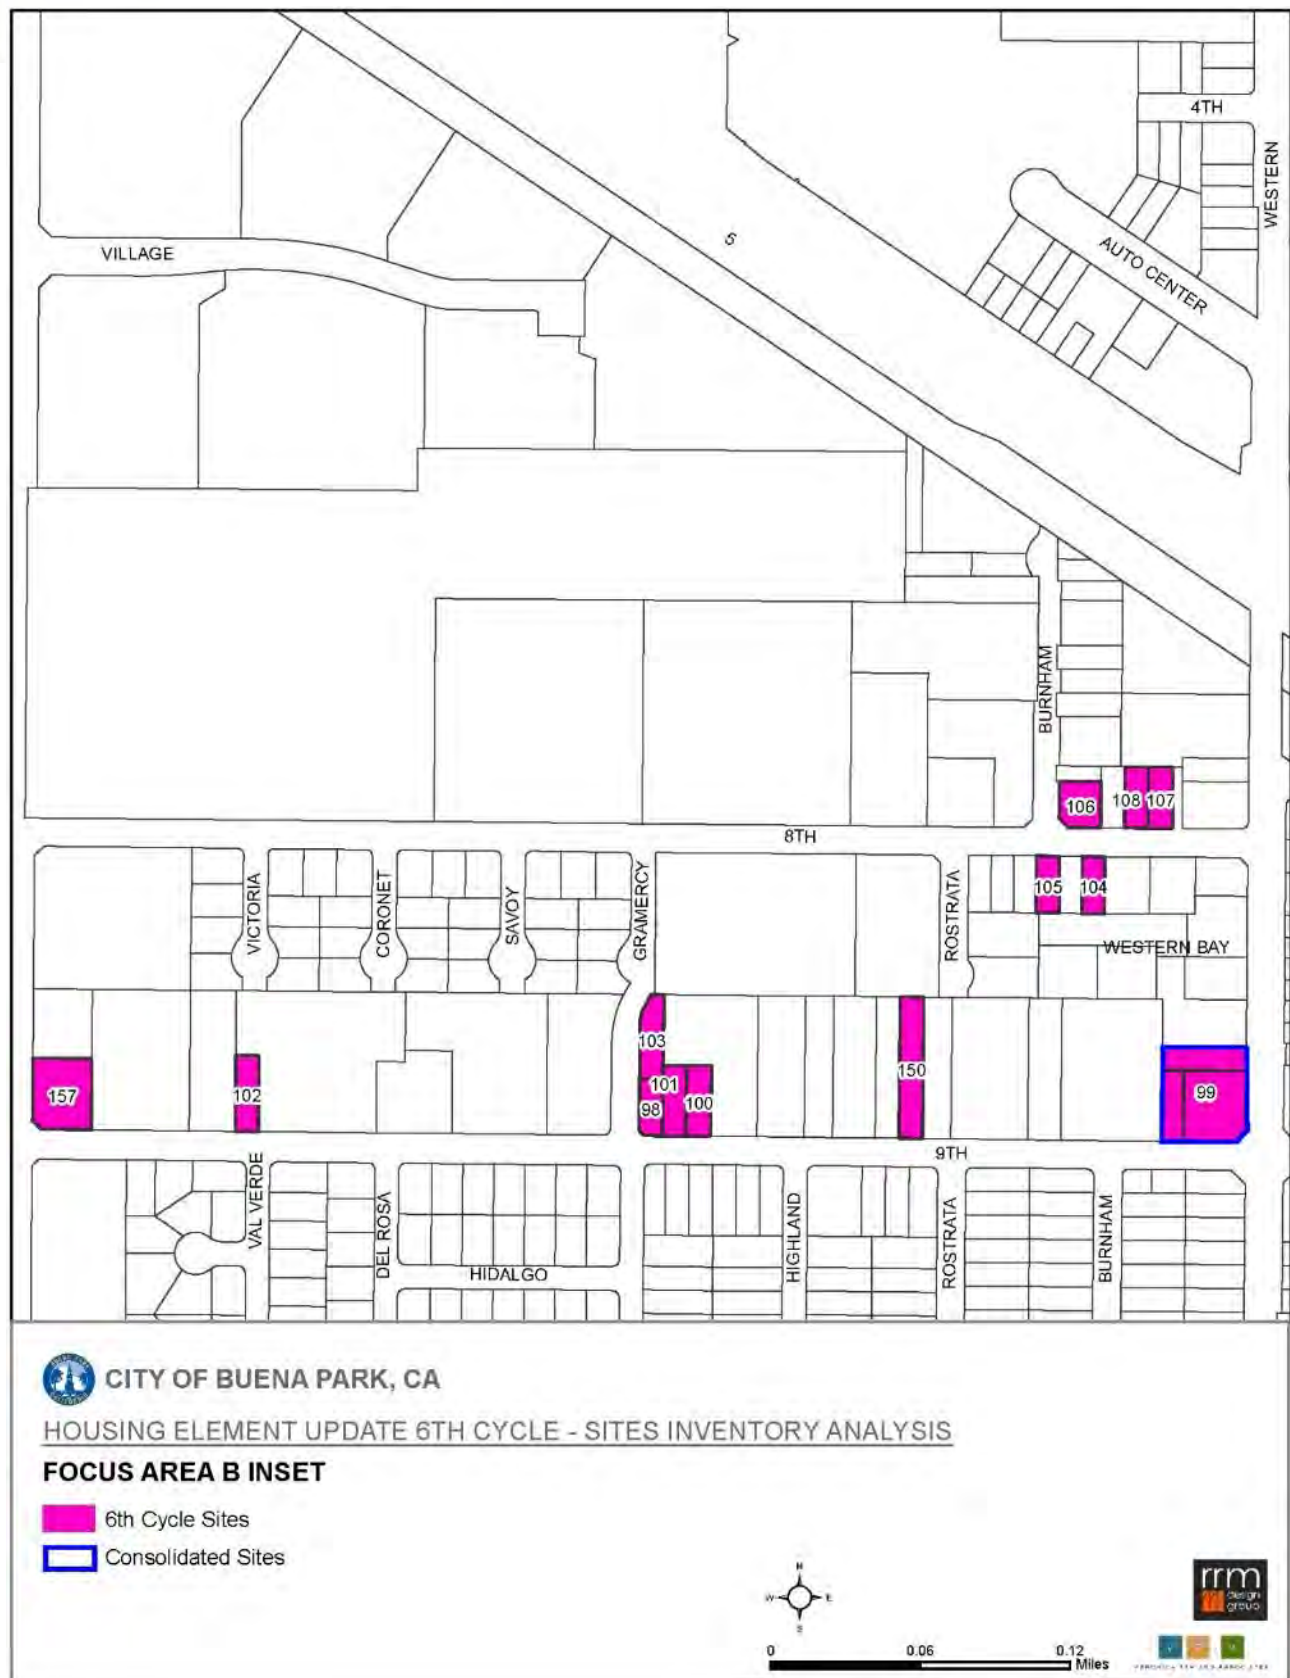 4TH
WESTERN
AUTO CENTER
5
VILLAGE
BURNHAM
106
108
107
8TH
VICTORIA
CORONET
SAVOY
GRAMERCY
ROSTRATA
105
104
WESTERN BAY
103
101
98
100
150
157
102
99
9TH
VAL VERDE
DEL ROSA
HIDALGO
HIGHLAND
ROSTRATA
BURNHAM
CITY OF BUENA PARK, CA
HOUSING ELEMENT UPDATE 6TH CYCLE - SITES INVENTORY ANALYSIS
FOCUS AREA B INSET
6th Cycle Sites
Consolidated Sites
N
W E
S
0 0.06 0.12
Miles
rrm
design
group